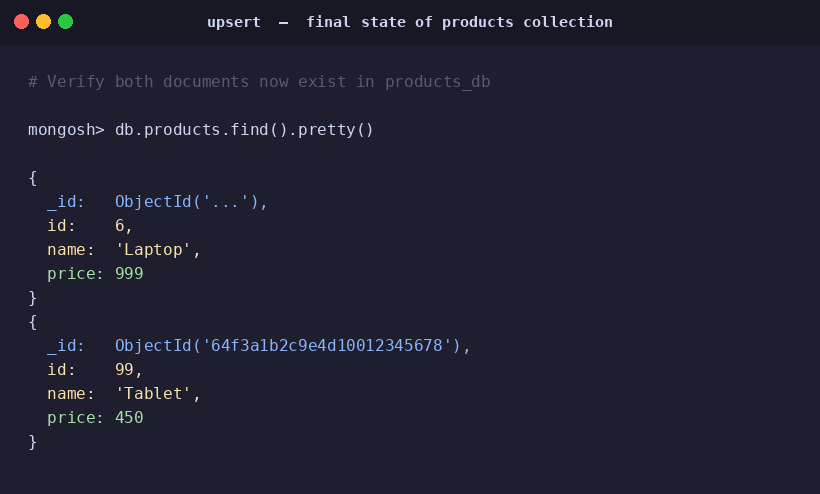 upsert — final state of products collection
# Verify both documents now exist in products_db
mongosh> db.products.find().pretty()
{
  _id:   ObjectId('...'),
  id:    6,
  name:  'Laptop',
  price: 999
}
{
  _id:   ObjectId('64f3a1b2c9e4d10012345678'),
  id:    99,
  name:  'Tablet',
  price: 450
}